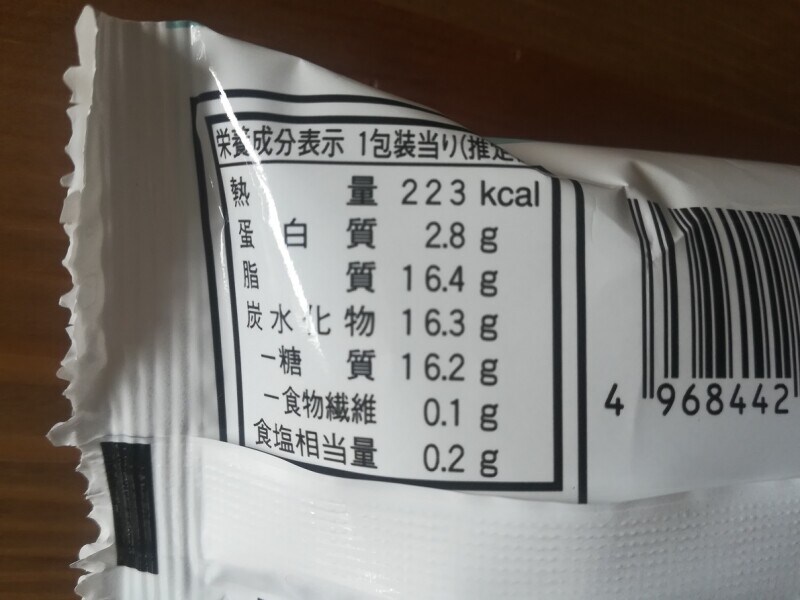 栄養成分表示 1包装当り(推定
熱量 223 kcal
蛋白質 2.8 g
脂質 16.4 g
炭水化物 16.3 g
－糖質 16.2 g
－食物繊維 0.1 g
食塩相当量 0.2 g
4 968442